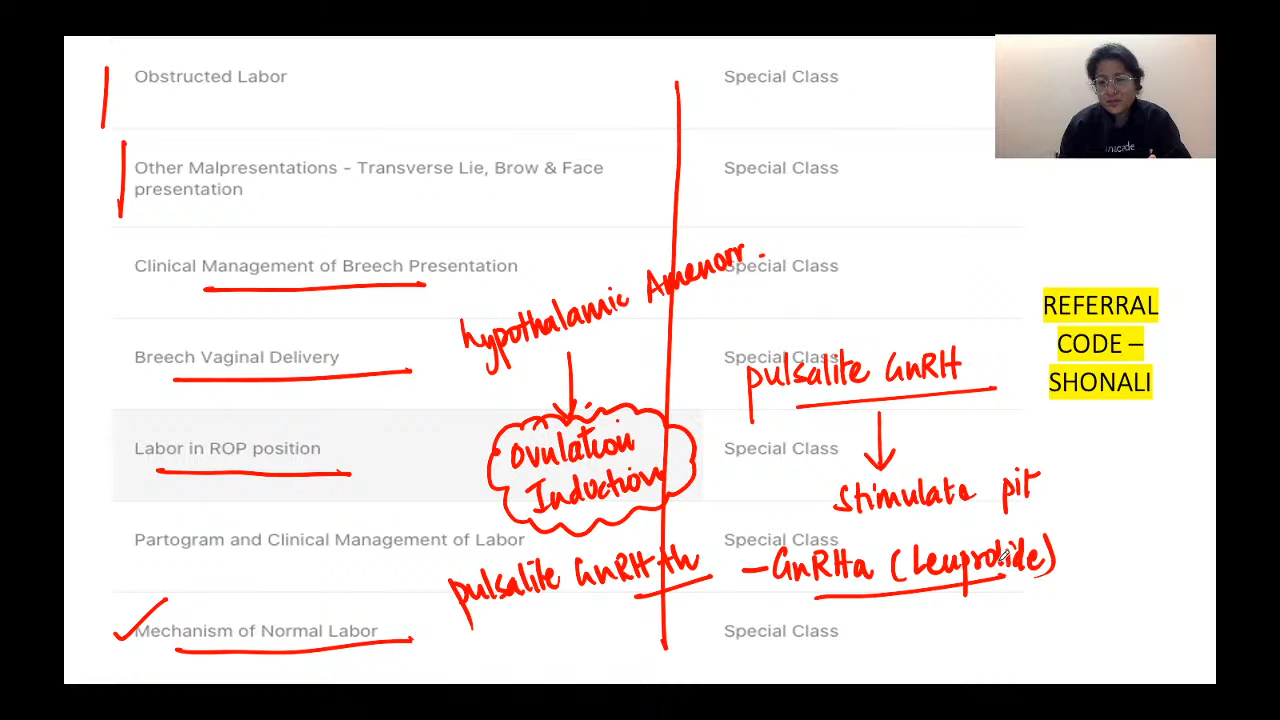 Obstructed Labor
Special Class
Other Malpresentations - Transverse Lie, Brow & Face
presentation
Special Class
Clinical Management of Breech Presentation
Special Class
hypothalamic Amenorr.
REFERRAL
CODE –
SHONALI
Breech Vaginal Delivery
Special Class
pulsalite GnRH
Labor in ROP position
Special Class
Ovulation
Induction
Stimulate pit
Partogram and Clinical Management of Labor
Special Class
pulsalite GnRH th
- GnRHa (Leuprolide)
Mechanism of Normal Labor
Special Class